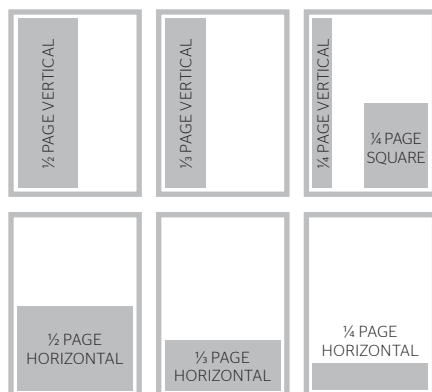 ½ PAGE VERTICAL
⅓ PAGE VERTICAL
¼ PAGE VERTICAL
¼ PAGE
SQUARE
½ PAGE
HORIZONTAL
⅓ PAGE
HORIZONTAL
¼ PAGE
HORIZONTAL